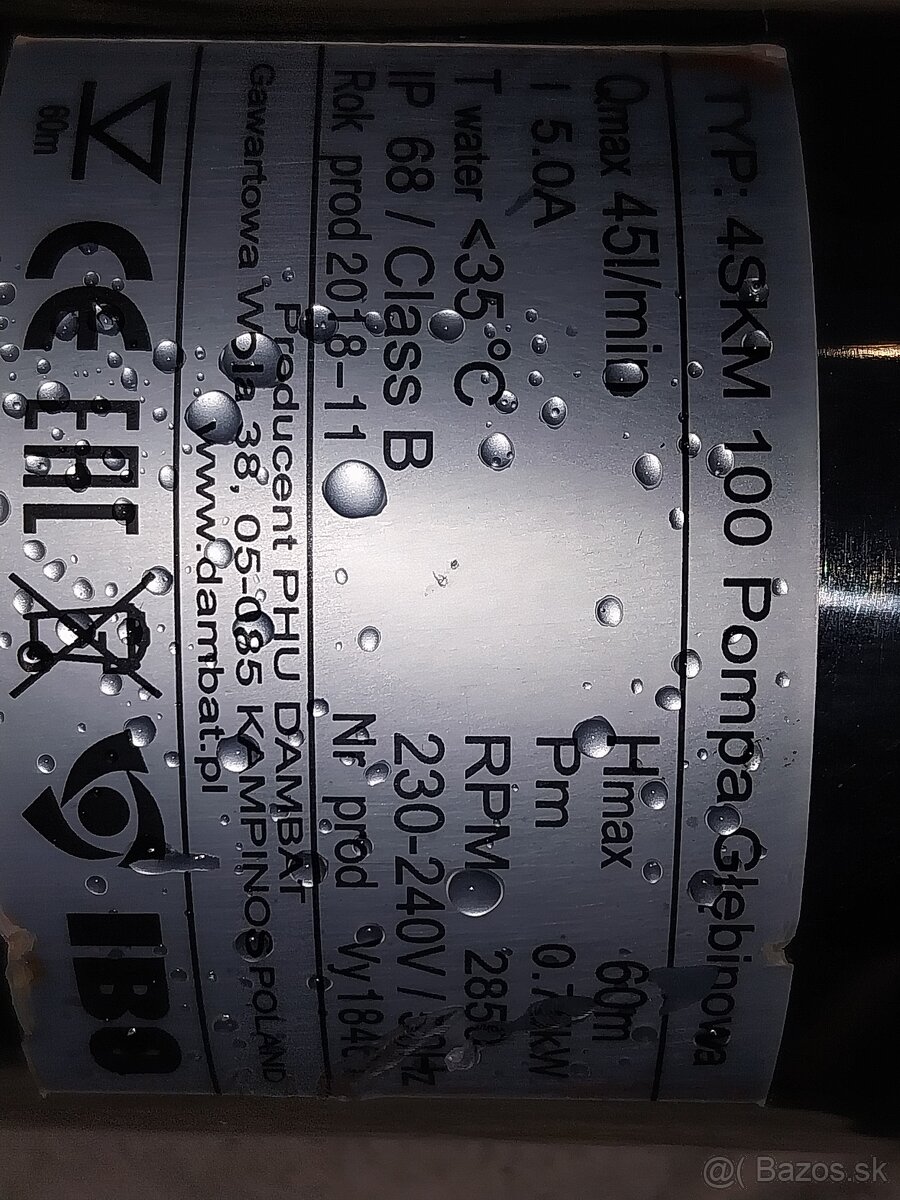 TYP: 4SKM 100 Pompa Głębinowa
Qmax 45l/min Hmax 60m
I 5.0A Pm
T water <35°C RPM
IP 68 / Class B 230-240V /
Rok prod 2018-11 Nr prod
Producent PHU DAMBAT
Gawartowa Wola 38, 05-085 KAMPINOS POLAND
www.dambat.pl
60m CE EAC IBO
@( Bazos.sk